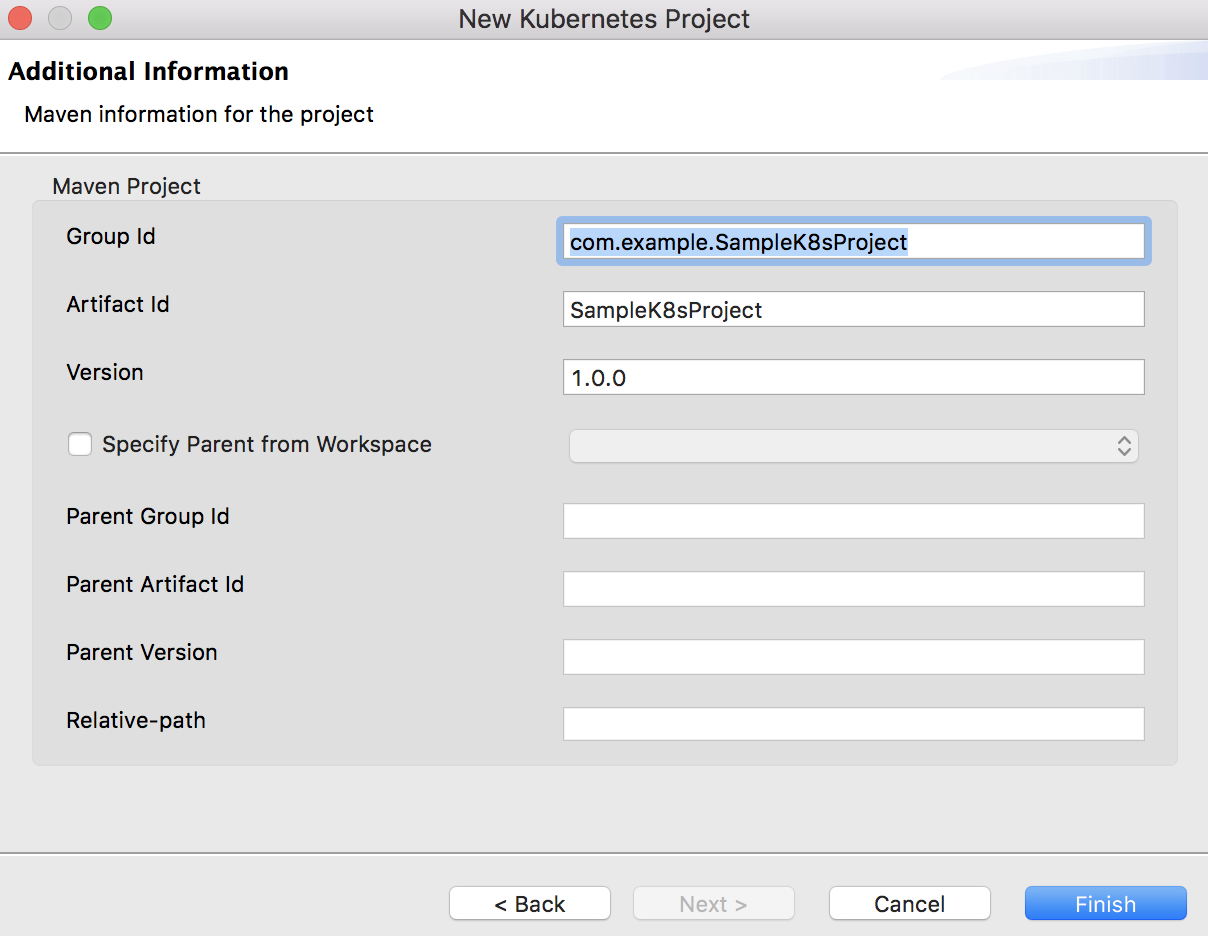 New Kubernetes Project
Additional Information
Maven information for the project
Maven Project
Group Id com.example.SampleK8sProject
Artifact Id SampleK8sProject
Version 1.0.0
Specify Parent from Workspace
Parent Group Id
Parent Artifact Id
Parent Version
Relative-path
< Back Next > Cancel Finish